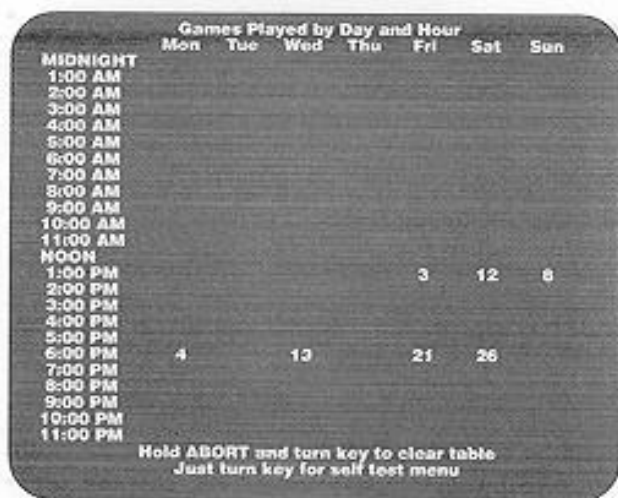 Games Played by Day and Hour
Mon Tue Wed Thu Fri Sat Sun
MIDNIGHT
1:00 AM
2:00 AM
3:00 AM
4:00 AM
5:00 AM
6:00 AM
7:00 AM
8:00 AM
9:00 AM
10:00 AM
11:00 AM
NOON
1:00 PM 3 12 8
2:00 PM
3:00 PM
4:00 PM
5:00 PM
6:00 PM 4 13 21 26
7:00 PM
8:00 PM
9:00 PM
10:00 PM
11:00 PM
Hold ABORT and turn key to clear table
Just turn key for self test menu